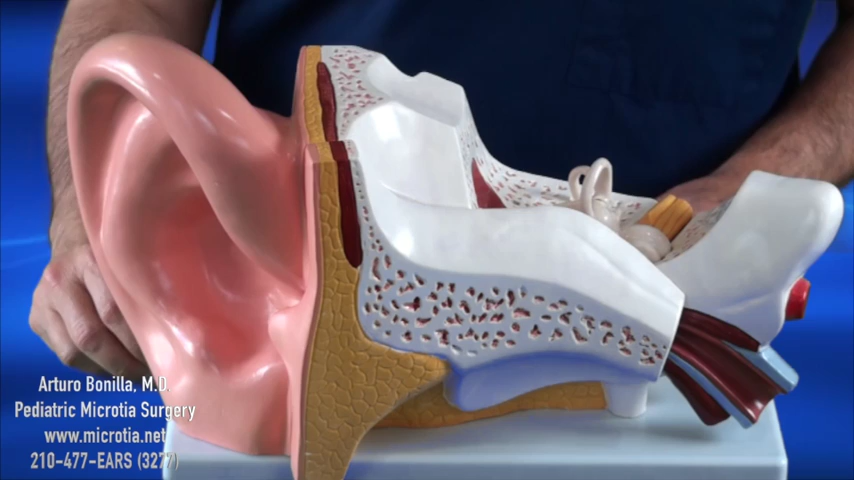 Arturo Bonilla, M.D.
Pediatric Microtia Surgery
www.microtia.net
210-477-EARS (3277)